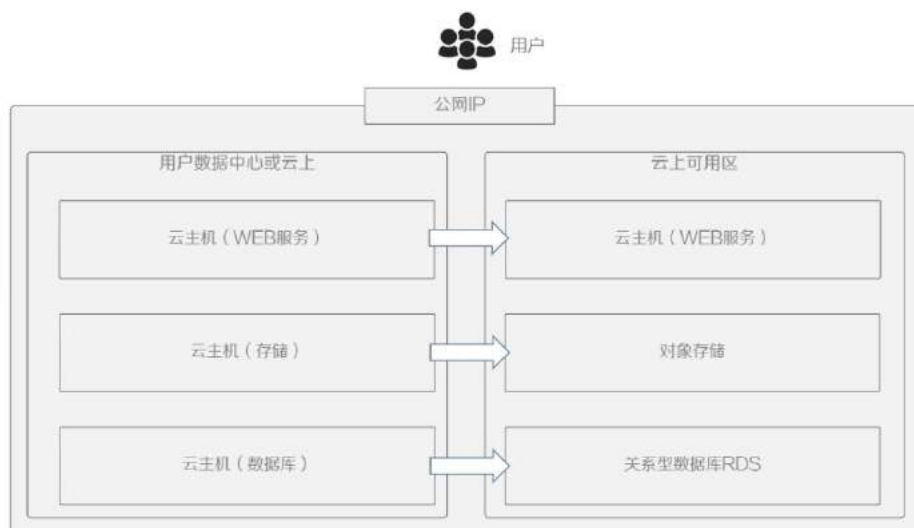 用户
公网IP
用户数据中心或云上
云上可用区
云主机（WEB服务）
云主机（WEB服务）
云主机（存储）
对象存储
云主机（数据库）
关系型数据库RDS